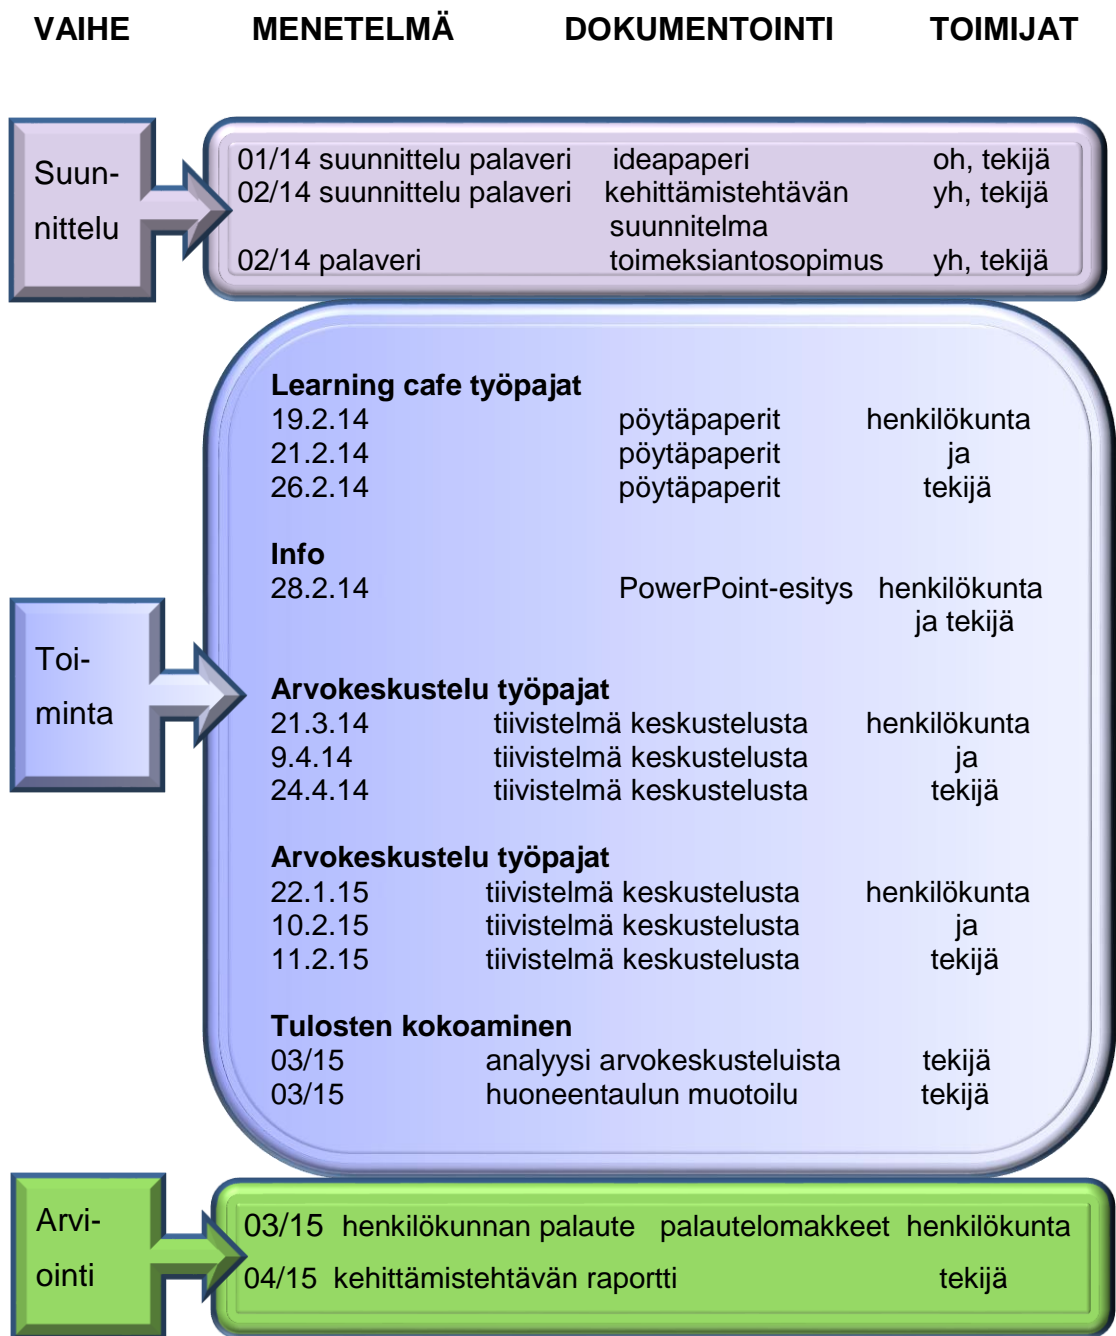 VAIHE MENETELMÄ DOKUMENTOINTI TOIMIJAT
Suun-
nittelu
01/14 suunnittelu palaveri ideapaperi oh, tekijä
02/14 suunnittelu palaveri kehittämistehtävän yh, tekijä
suunnitelma
02/14 palaveri toimeksiantosopimus yh, tekijä
Toi-
minta
Learning cafe työpajat
19.2.14 pöytäpaperit henkilökunta
21.2.14 pöytäpaperit ja
26.2.14 pöytäpaperit tekijä
Info
28.2.14 PowerPoint-esitys henkilökunta
ja tekijä
Arvokeskustelu työpajat
21.3.14 tiivistelmä keskustelusta henkilökunta
9.4.14 tiivistelmä keskustelusta ja
24.4.14 tiivistelmä keskustelusta tekijä
Arvokeskustelu työpajat
22.1.15 tiivistelmä keskustelusta henkilökunta
10.2.15 tiivistelmä keskustelusta ja
11.2.15 tiivistelmä keskustelusta tekijä
Tulosten kokoaminen
03/15 analyysi arvokeskusteluista tekijä
03/15 huoneentaulun muotoilu tekijä
Arvi-
ointi
03/15 henkilökunnan palaute palautelomakkeet henkilökunta
04/15 kehittämistehtävän raportti tekijä